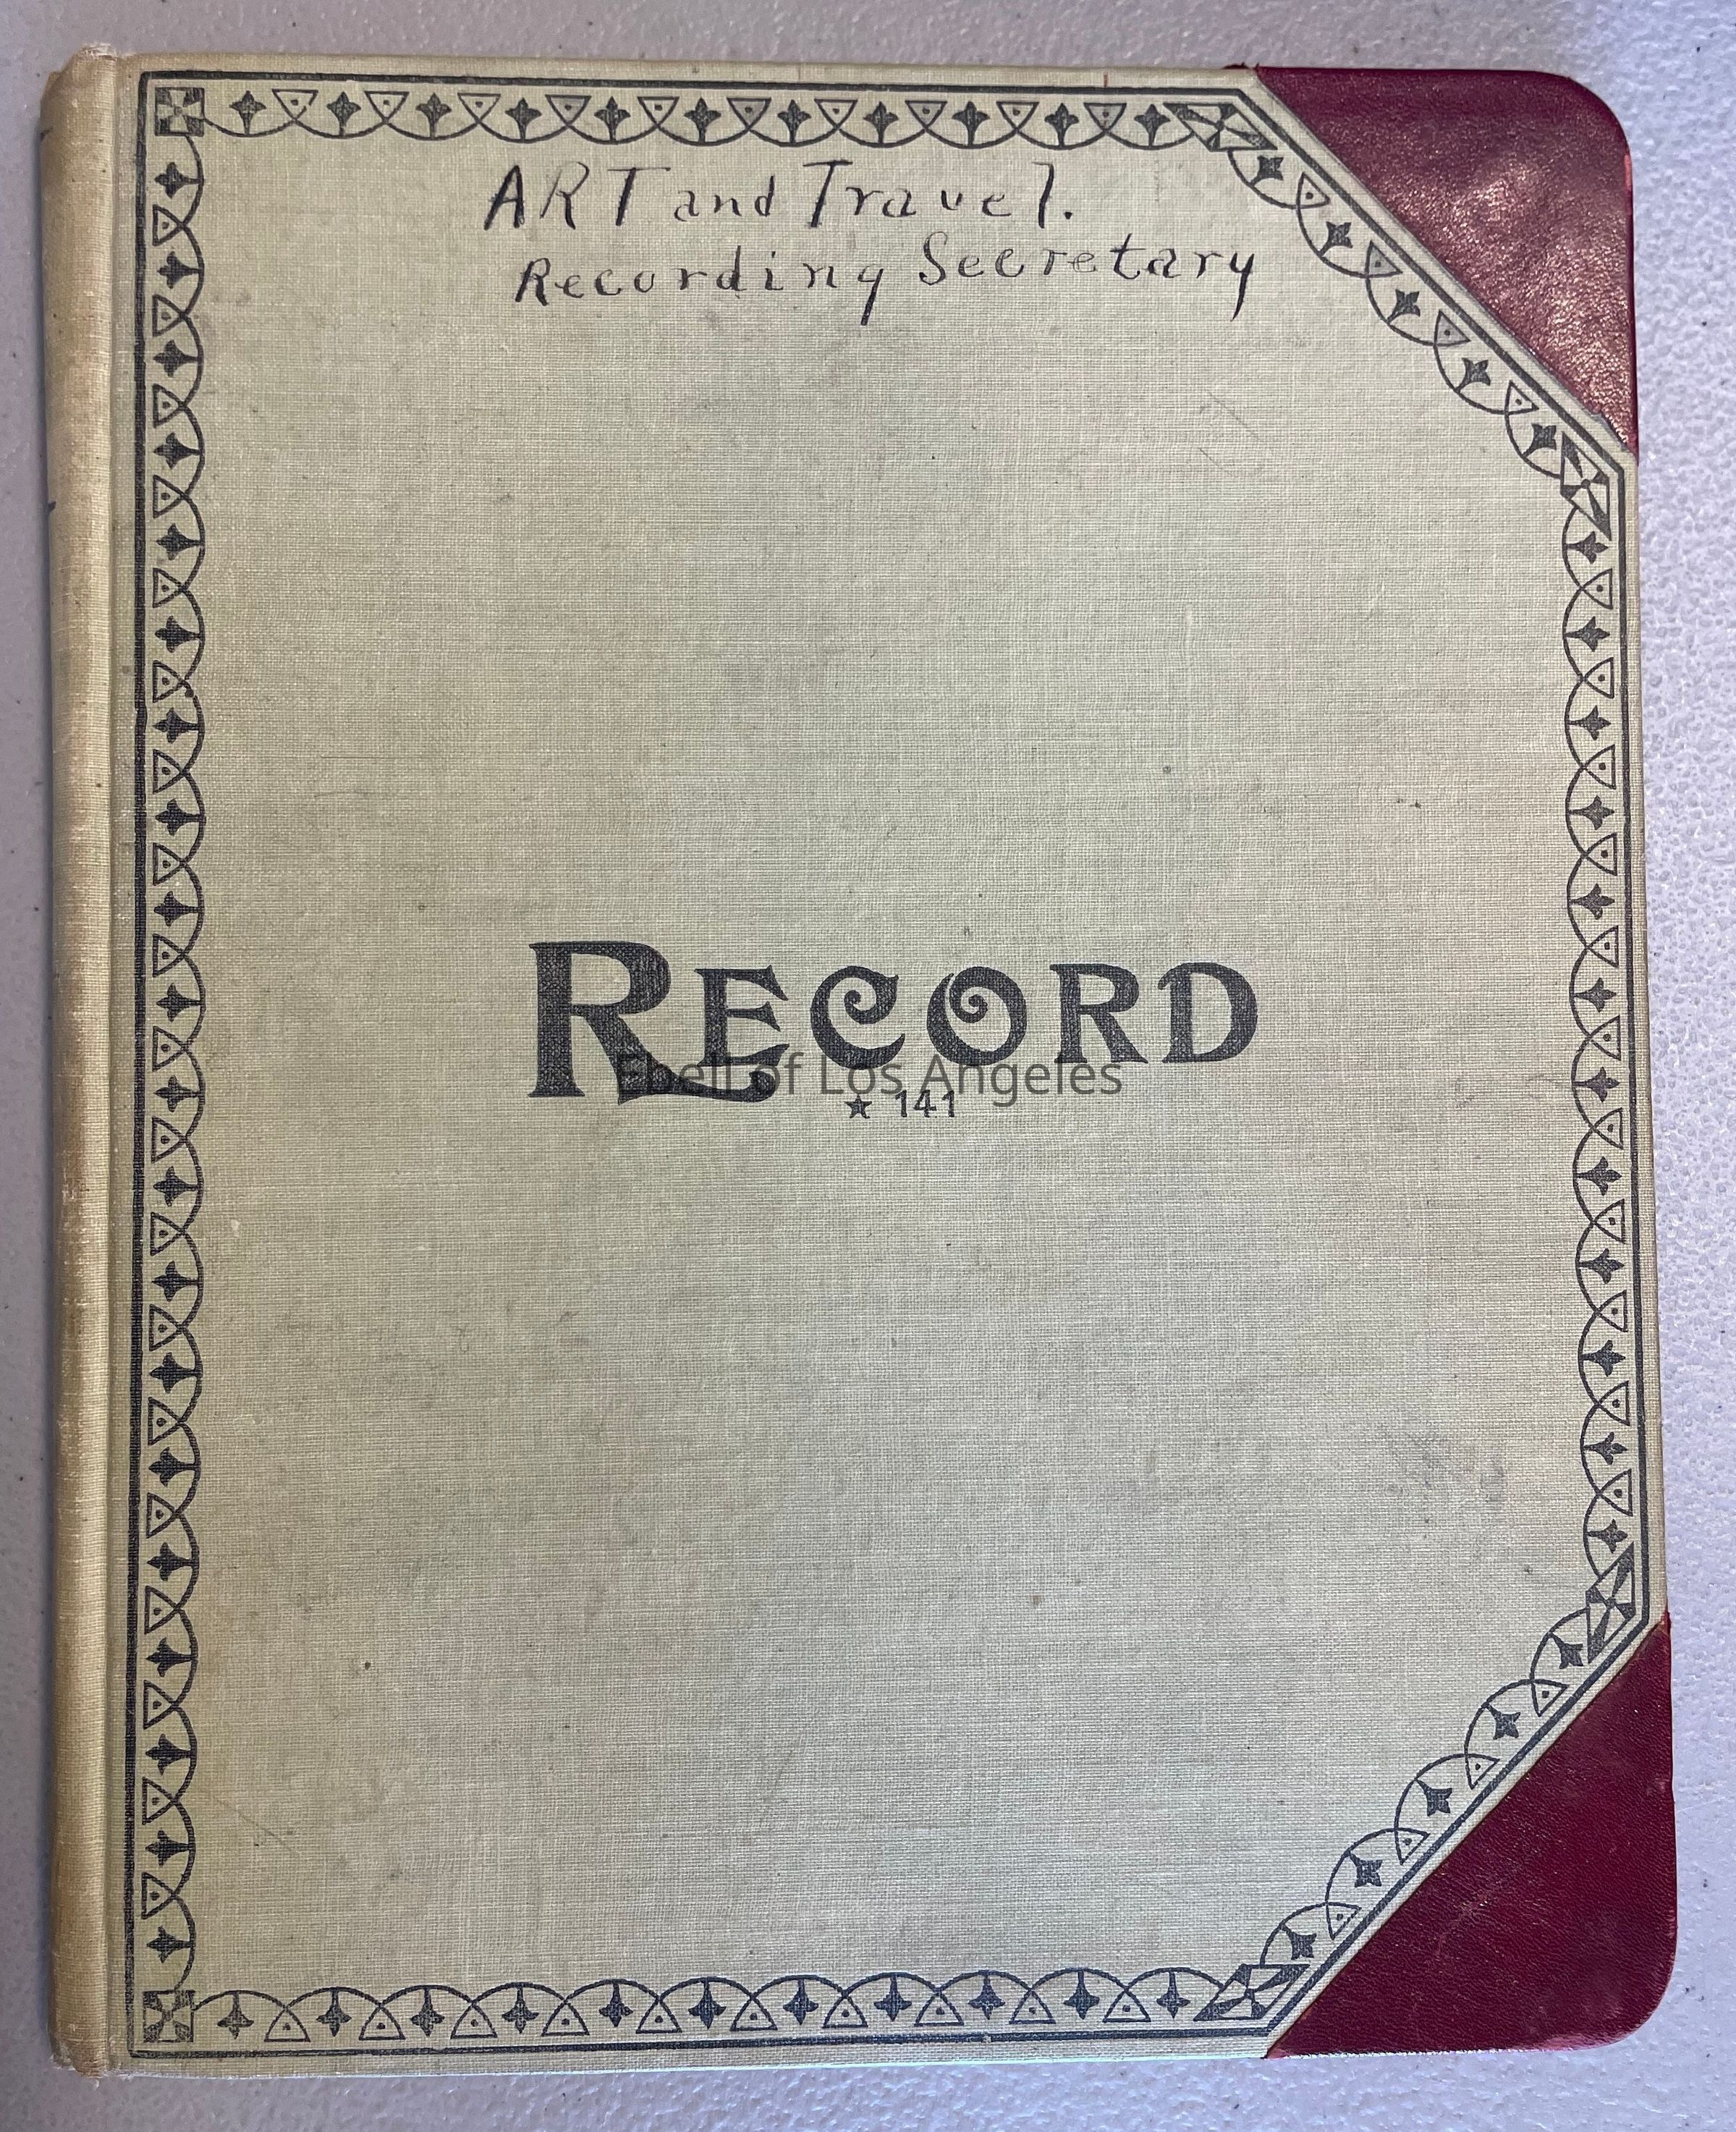 ART and Travel.
Recording Secretary
RECORD
Ebell of Los Angeles
★ 141